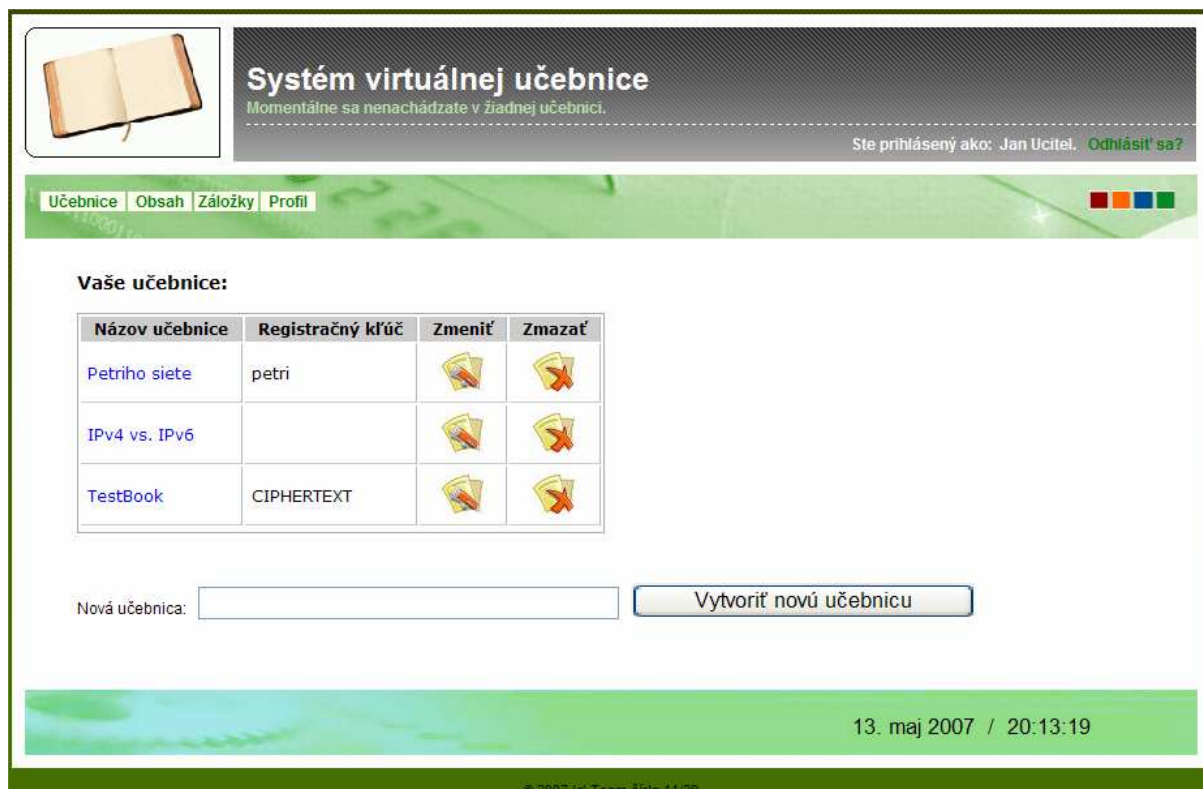 Systém virtuálnej učebnice
Momentálne sa nenachádzate v žiadnej učebnici.
Ste prihlásený ako: Jan Ucitel. Odhlásiť sa?
Učebnice Obsah Záložky Profil
Vaše učebnice:
Názov učebnice Registračný kľúč Zmeniť Zmazať
Petriho siete petri
IPv4 vs. IPv6
TestBook CIPHERTEXT
Nová učebnica: Vytvoriť novú učebnicu
13. maj 2007 / 20:13:19